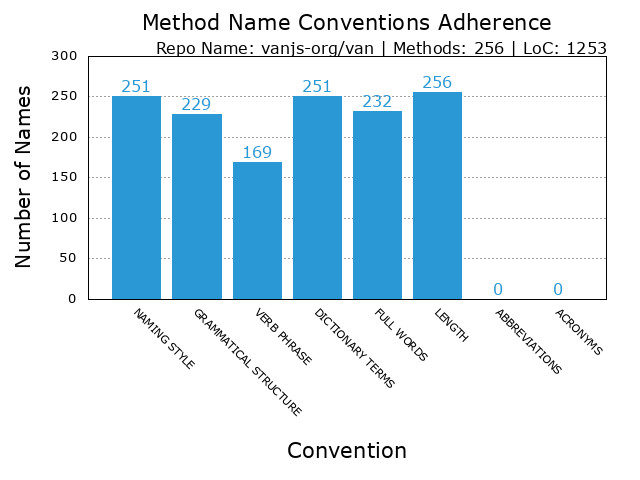 Method Name Conventions Adherence
Repo Name: vanjs-org/van | Methods: 256 | LoC: 1253
Number of Names
300
250
200
150
100
50
0
251
229
169
251
232
256
0
0
NAMING STYLE
GRAMMATICAL STRUCTURE
VERB PHRASE
DICTIONARY TERMS
FULL WORDS
LENGTH
ABBREVIATIONS
ACRONYMS
Convention